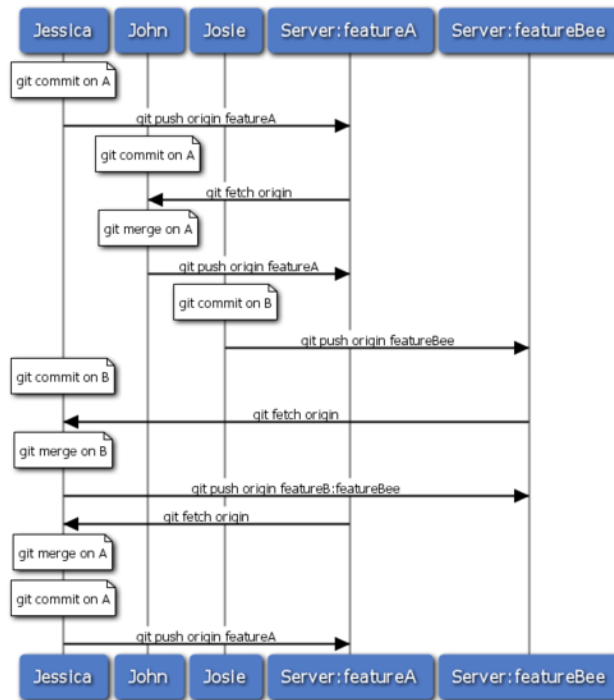 Jessica John Josie Server:featureA Server:featureBee
git commit on A
git push origin featureA
git commit on A
git fetch origin
git merge on A
git push origin featureA
git commit on B
git push origin featureBee
git commit on B
git fetch origin
git merge on B
git push origin featureB:featureBee
git fetch origin
git merge on A
git commit on A
git push origin featureA
Jessica John Josie Server:featureA Server:featureBee